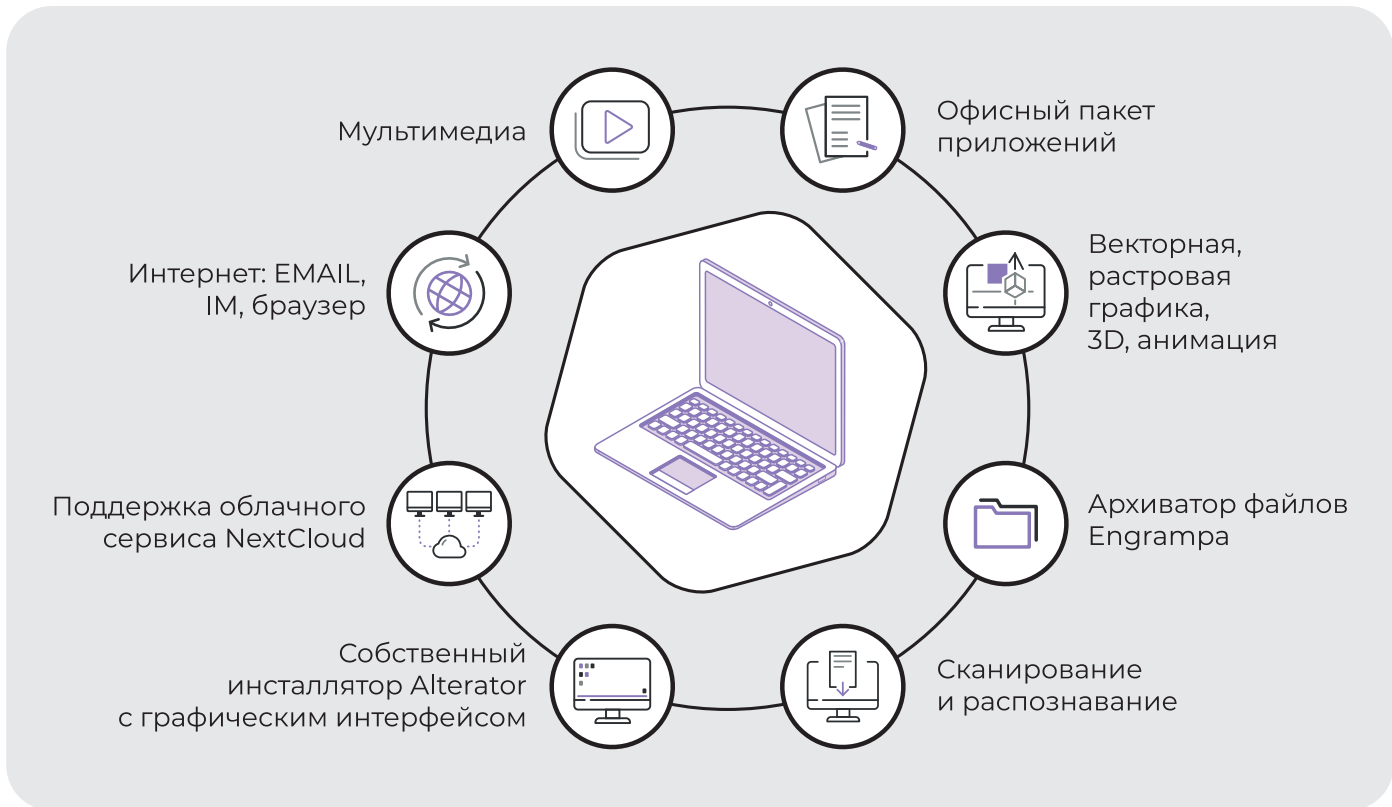 Мультимедиа
Офисный пакет
приложений
Интернет: EMAIL,
IM, браузер
Векторная,
растровая
графика,
3D, анимация
Поддержка облачного
сервиса NextCloud
Архиватор файлов
Engrampa
Собственный
инсталлятор Alterator
с графическим интерфейсом
Сканирование
и распознавание